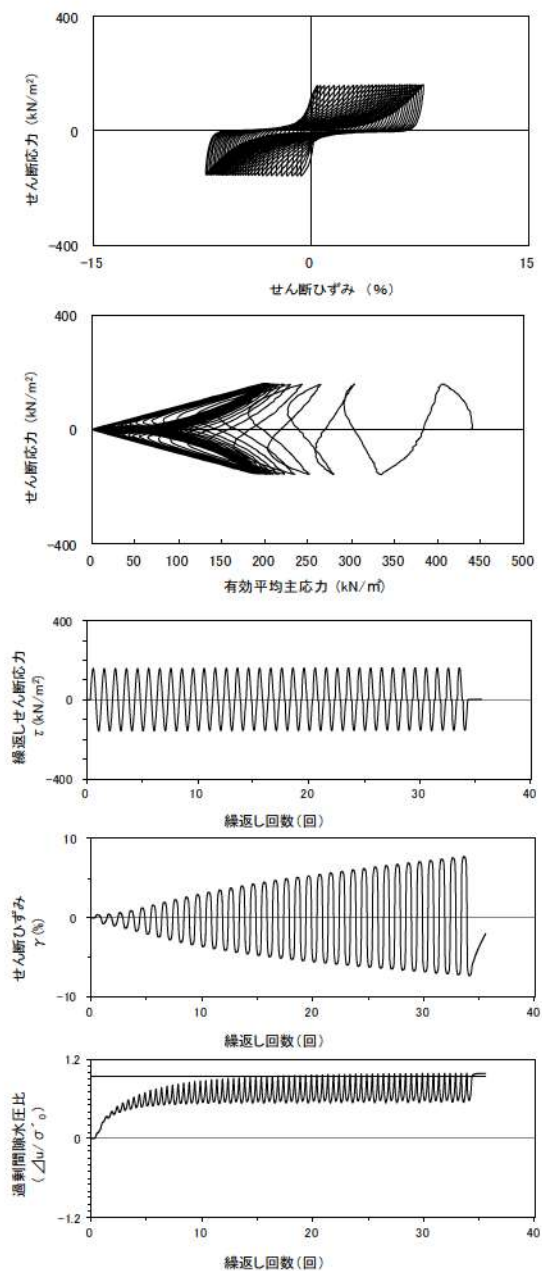 400
0
-400
せん断応力 (kN/m²)
-15
0
15
せん断ひずみ (%)
400
0
-400
せん断応力 (kN/m²)
0 50 100 150 200 250 300 350 400 450 500
有効平均主応力 (kN/㎡)
400
0
-400
繰返しせん断応力
τ (kN/m²)
0 10 20 30 40
繰返し回数(回)
10
0
-10
せん断ひずみ
γ(%)
0 10 20 30 40
繰返し回数(回)
1.2
0
-1.2
過剰間隙水圧比
(⊿u/σ´₀)
0 10 20 30 40
繰返し回数(回)